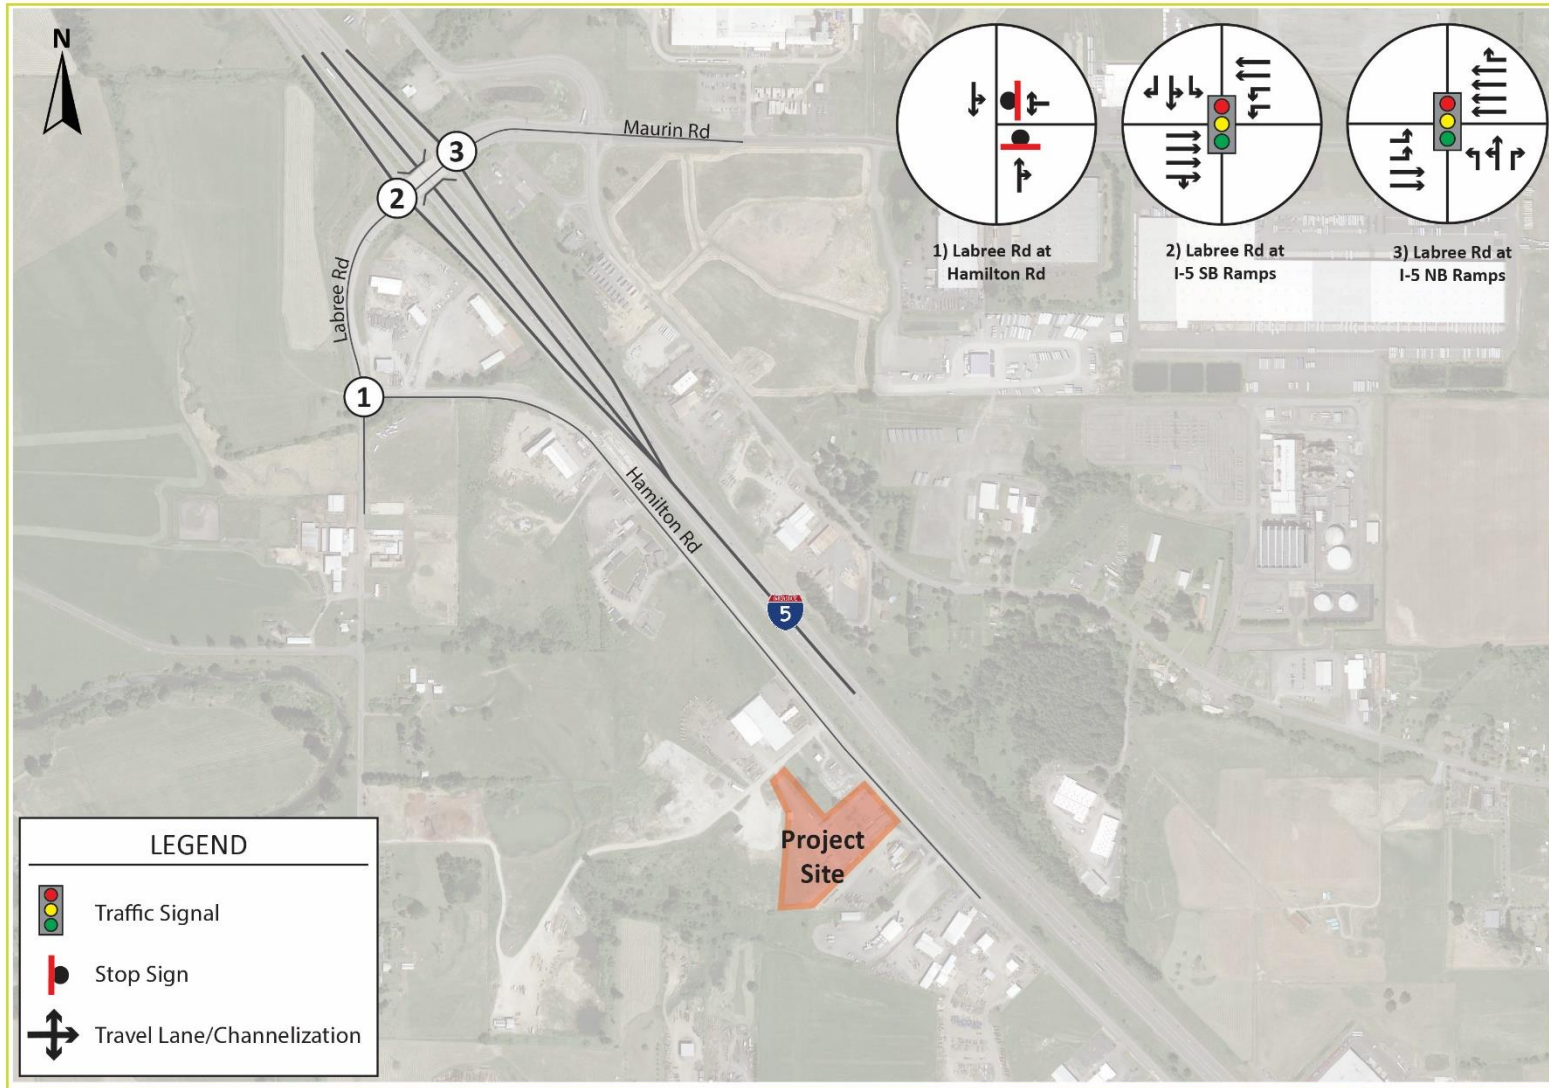 N
Maurin Rd
3
2
Labree Rd
1
Hamilton Rd
INTERSTATE
5
1) Labree Rd at
Hamilton Rd
2) Labree Rd at
I-5 SB Ramps
3) Labree Rd at
I-5 NB Ramps
Project
Site
LEGEND
Traffic Signal
Stop Sign
Travel Lane/Channelization